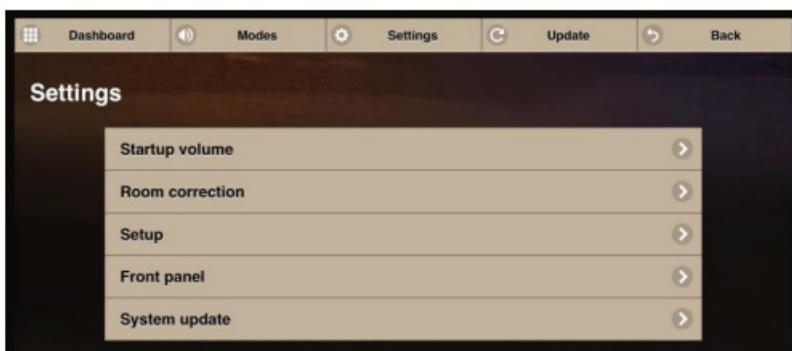 Dashboard Modes Settings Update Back
Settings
Startup volume
Room correction
Setup
Front panel
System update